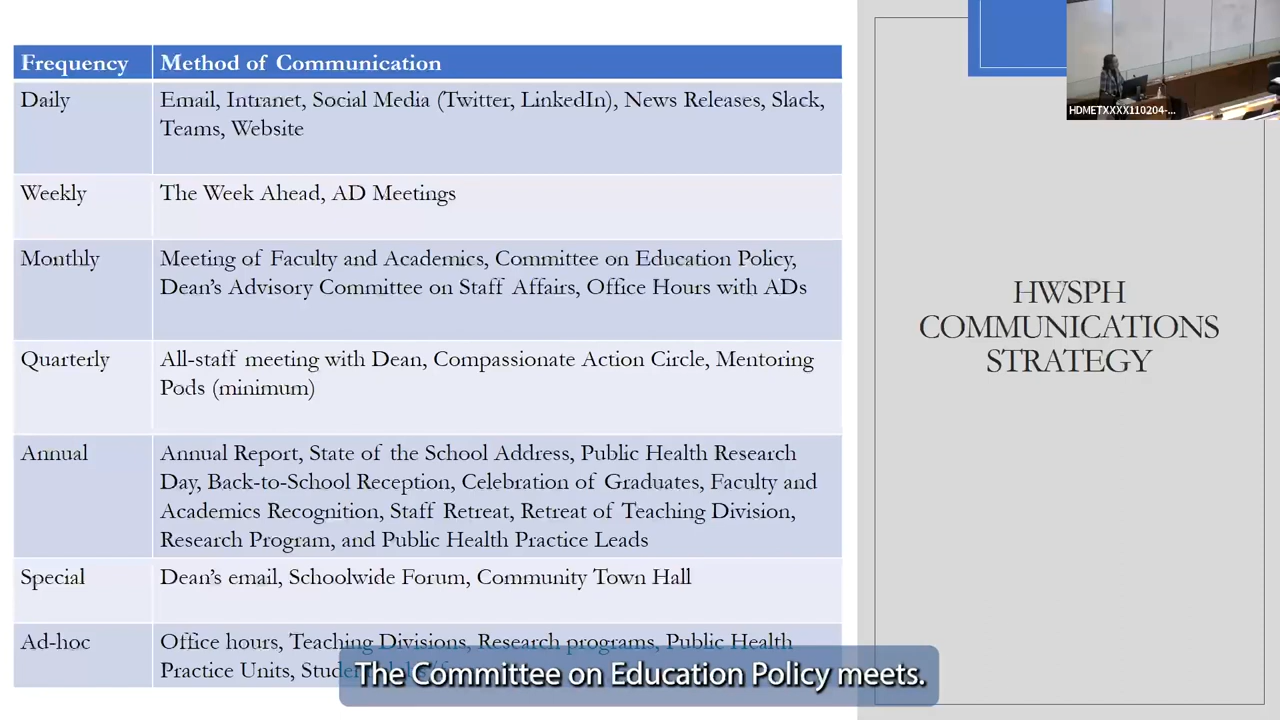 Frequency
Method of Communication
Daily
Email, Intranet, Social Media (Twitter, LinkedIn), News Releases, Slack,
Teams, Website
Weekly
The Week Ahead, AD Meetings
Monthly
Meeting of Faculty and Academics, Committee on Education Policy,
Dean's Advisory Committee on Staff Affairs, Office Hours with ADs
Quarterly
All-staff meeting with Dean, Compassionate Action Circle, Mentoring
Pods (minimum)
Annual
Annual Report, State of the School Address, Public Health Research
Day, Back-to-School Reception, Celebration of Graduates, Faculty and
Academics Recognition, Staff Retreat, Retreat of Teaching Division,
Research Program, and Public Health Practice Leads
Special
Dean's email, Schoolwide Forum, Community Town Hall
Ad-hoc
Office hours, Teaching Divisions, Research programs, Public Health
Practice Units,
HWSPH
COMMUNICATIONS
STRATEGY
HDMETXXXX110204-...
The Committee on Education Policy meets.